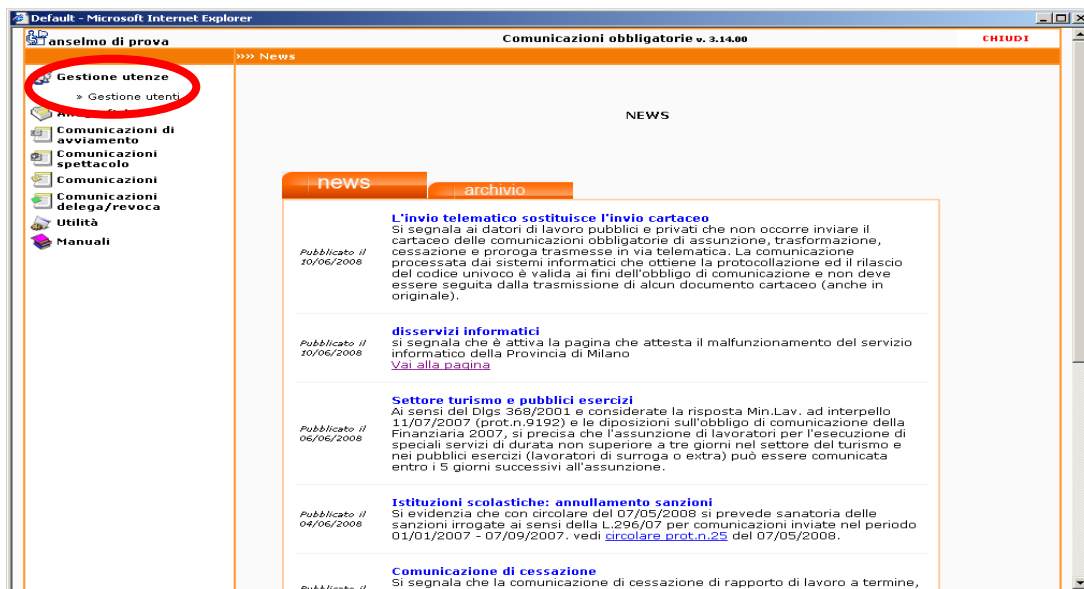 Default - Microsoft Internet Explorer
anselmo di prova
Comunicazioni obbligatorie v. 3.14.00
CHIUDI
»»» News
Gestione utenze
» Gestione utenti
Comunicazioni di
avviamento
Comunicazioni
spettacolo
Comunicazioni
Comunicazioni
delega/revoca
Utilità
Manuali
NEWS
news
archivio
L'invio telematico sostituisce l'invio cartaceo
Pubblicato il
10/06/2008
Si segnala ai datori di lavoro pubblici e privati che non occorre inviare il
cartaceo delle comunicazioni obbligatorie di assunzione, trasformazione,
cessazione e proroga trasmesse in via telematica. La comunicazione
processata dai sistemi informatici che ottiene la protocollazione ed il rilascio
del codice univoco è valida ai fini dell'obbligo di comunicazione e non deve
essere seguita dalla trasmissione di alcun documento cartaceo (anche in
originale).
disservizi informatici
Pubblicato il
10/06/2008
si segnala che è attiva la pagina che attesta il malfunzionamento del servizio
informatico della Provincia di Milano
Vai alla pagina
Settore turismo e pubblici esercizi
Pubblicato il
06/06/2008
Ai sensi del Dlgs 368/2001 e considerate la risposta Min.Lav. ad interpello
11/07/2007 (prot.n.9192) e le diposizioni sull'obbligo di comunicazione della
Finanziaria 2007, si precisa che l'assunzione di lavoratori per l'esecuzione di
speciali servizi di durata non superiore a tre giorni nel settore del turismo e
nei pubblici esercizi (lavoratori di surroga o extra) può essere comunicata
entro i 5 giorni successivi all'assunzione.
Istituzioni scolastiche: annullamento sanzioni
Pubblicato il
04/06/2008
Si evidenzia che con circolare del 07/05/2008 si prevede sanatoria delle
sanzioni irrogate ai sensi della L.296/07 per comunicazioni inviate nel periodo
01/01/2007 - 07/09/2007. vedi circolare prot.n.25 del 07/05/2008.
Comunicazione di cessazione
Pubblicato il
Si segnala che la comunicazione di cessazione di rapporto di lavoro a termine,